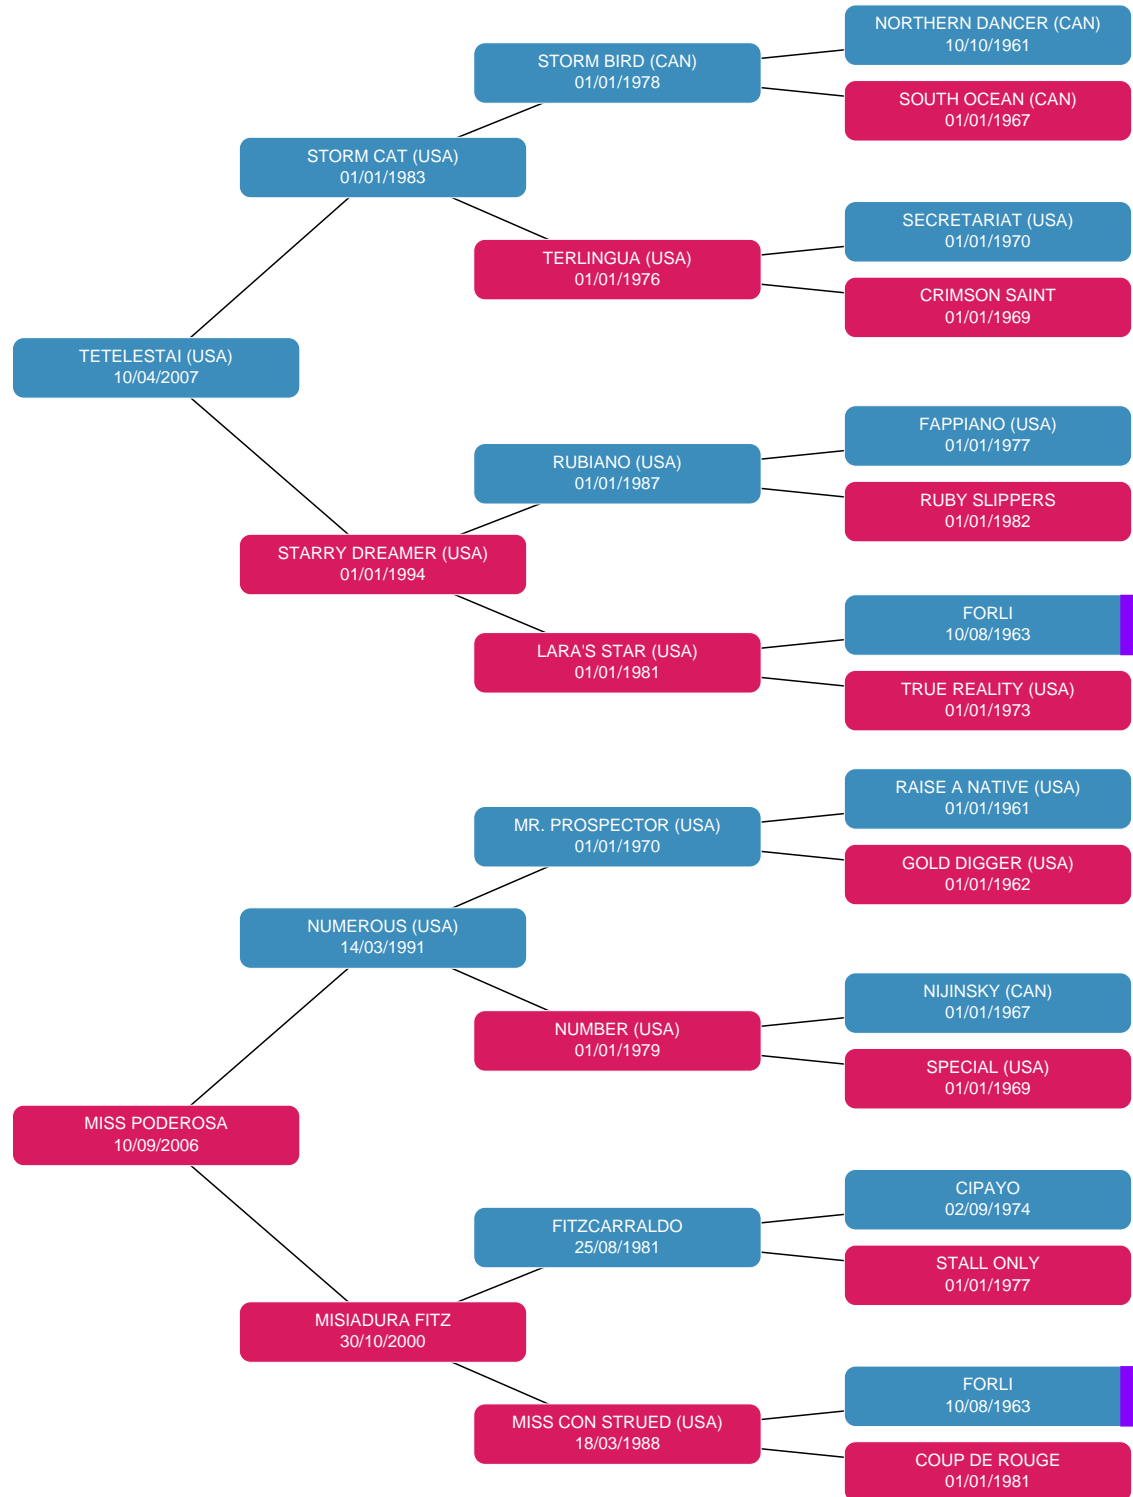 NORTHERN DANCER (CAN)
10/10/1961
STORM BIRD (CAN)
01/01/1978
SOUTH OCEAN (CAN)
01/01/1967
STORM CAT (USA)
01/01/1983
SECRETARIAT (USA)
01/01/1970
TERLINGUA (USA)
01/01/1976
CRIMSON SAINT
01/01/1969
TETELESTAI (USA)
10/04/2007
FAPPIANO (USA)
01/01/1977
RUBIANO (USA)
01/01/1987
RUBY SLIPPERS
01/01/1982
STARRY DREAMER (USA)
01/01/1994
FORLI
10/08/1963
LARA'S STAR (USA)
01/01/1981
TRUE REALITY (USA)
01/01/1973
RAISE A NATIVE (USA)
01/01/1961
MR. PROSPECTOR (USA)
01/01/1970
GOLD DIGGER (USA)
01/01/1962
NUMEROUS (USA)
14/03/1991
NIJINSKY (CAN)
01/01/1967
NUMBER (USA)
01/01/1979
SPECIAL (USA)
01/01/1969
MISS PODEROSA
10/09/2006
CIPAYO
02/09/1974
FITZCARRALDO
25/08/1981
STALL ONLY
01/01/1977
MISIADURA FITZ
30/10/2000
FORLI
10/08/1963
MISS CON STRUED (USA)
18/03/1988
COUP DE ROUGE
01/01/1981